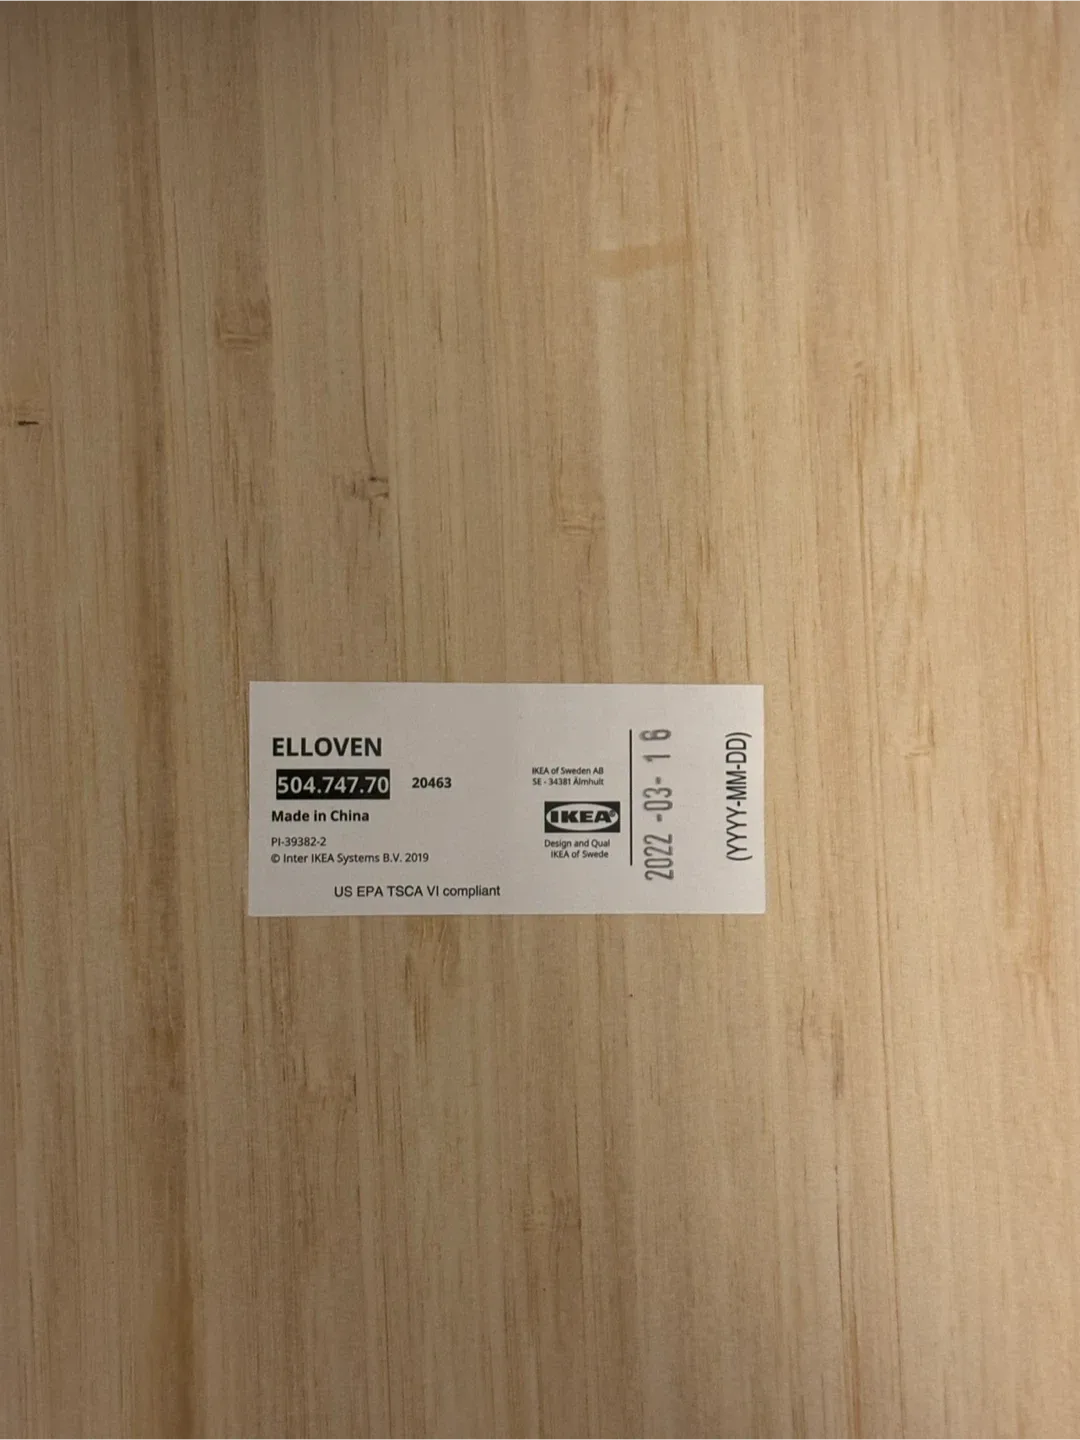 ELLOVEN
504.747.70 20463
Made in China
PI-39382-2
© Inter IKEA Systems B.V. 2019
US EPA TSCA VI compliant
IKEA of Sweden AB
SE - 34381 Älmhult
IKEA®
Design and Qual
IKEA of Swede
2022-03-16
(YYYY-MM-DD)